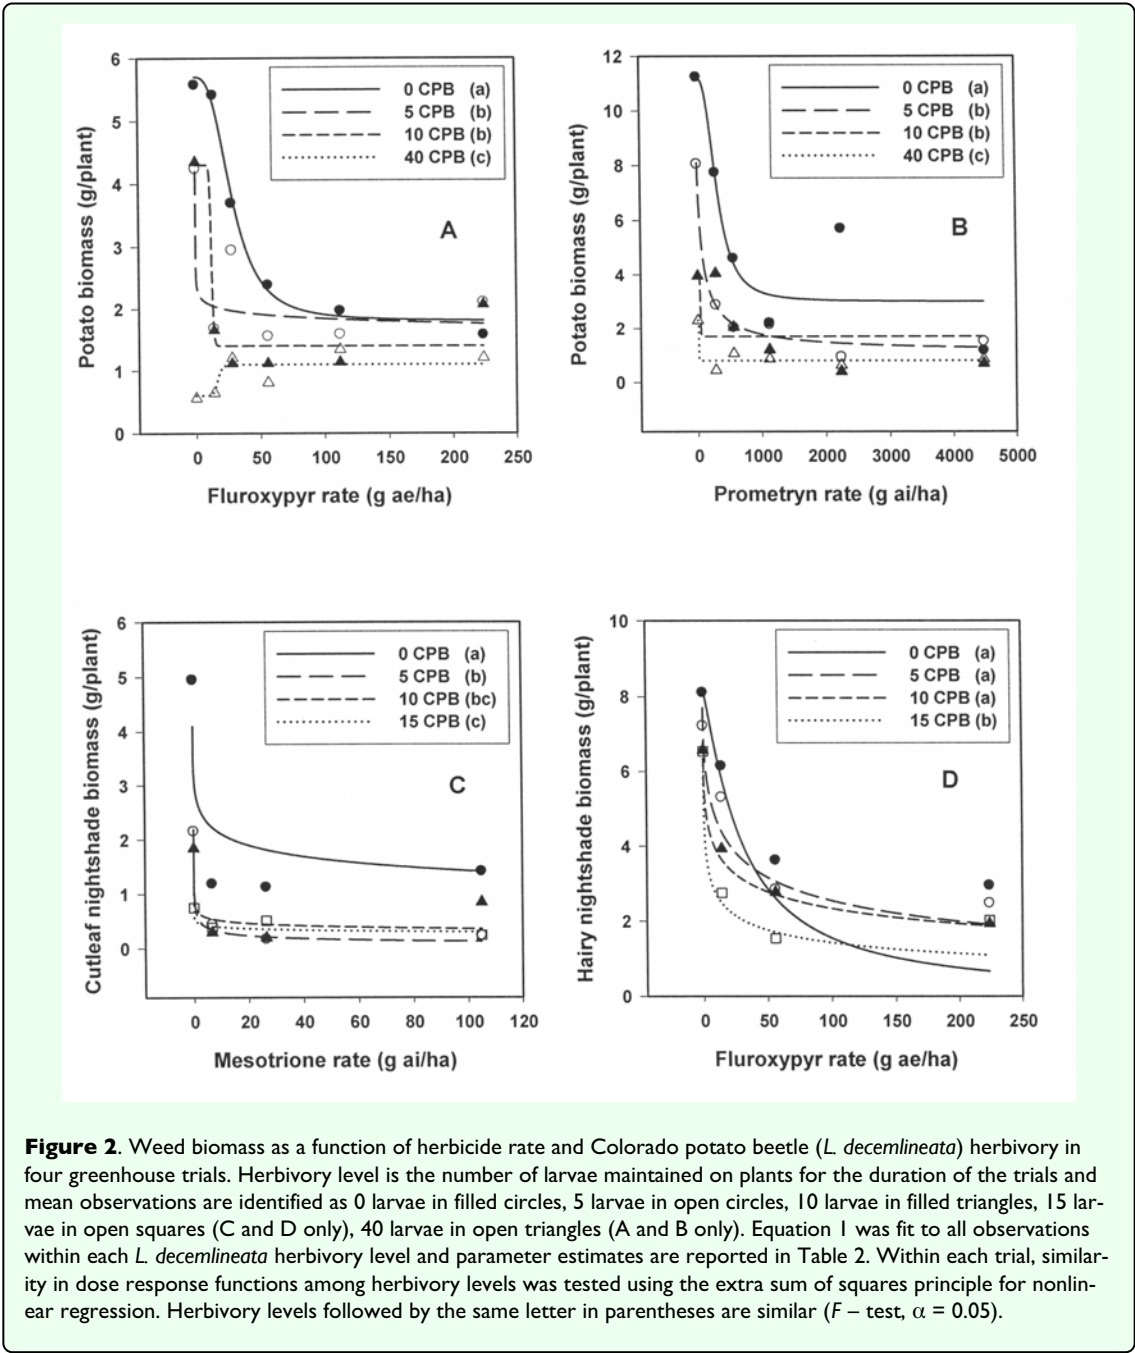 6
5
4
3
2
1
0
Potato biomass (g/plant)
0 CPB (a)
5 CPB (b)
10 CPB (b)
40 CPB (c)
A
0 50 100 150 200 250
Fluroxypyr rate (g ae/ha)
12
10
8
6
4
2
0
Potato biomass (g/plant)
0 CPB (a)
5 CPB (b)
10 CPB (b)
40 CPB (c)
B
0 1000 2000 3000 4000 5000
Prometryn rate (g ai/ha)
6
5
4
3
2
1
0
Cutleaf nightshade biomass (g/plant)
0 CPB (a)
5 CPB (b)
10 CPB (bc)
15 CPB (c)
C
0 20 40 60 80 100 120
Mesotrione rate (g ai/ha)
10
8
6
4
2
0
Hairy nightshade biomass (g/plant)
0 CPB (a)
5 CPB (a)
10 CPB (a)
15 CPB (b)
D
0 50 100 150 200 250
Fluroxypyr rate (g ae/ha)
Figure 2. Weed biomass as a function of herbicide rate and Colorado potato beetle (L. decemlineata) herbivory in
four greenhouse trials. Herbivory level is the number of larvae maintained on plants for the duration of the trials and
mean observations are identified as 0 larvae in filled circles, 5 larvae in open circles, 10 larvae in filled triangles, 15 lar-
vae in open squares (C and D only), 40 larvae in open triangles (A and B only). Equation 1 was fit to all observations
within each L. decemlineata herbivory level and parameter estimates are reported in Table 2. Within each trial, similar-
ity in dose response functions among herbivory levels was tested using the extra sum of squares principle for nonlin-
ear regression. Herbivory levels followed by the same letter in parentheses are similar (F – test, α = 0.05).